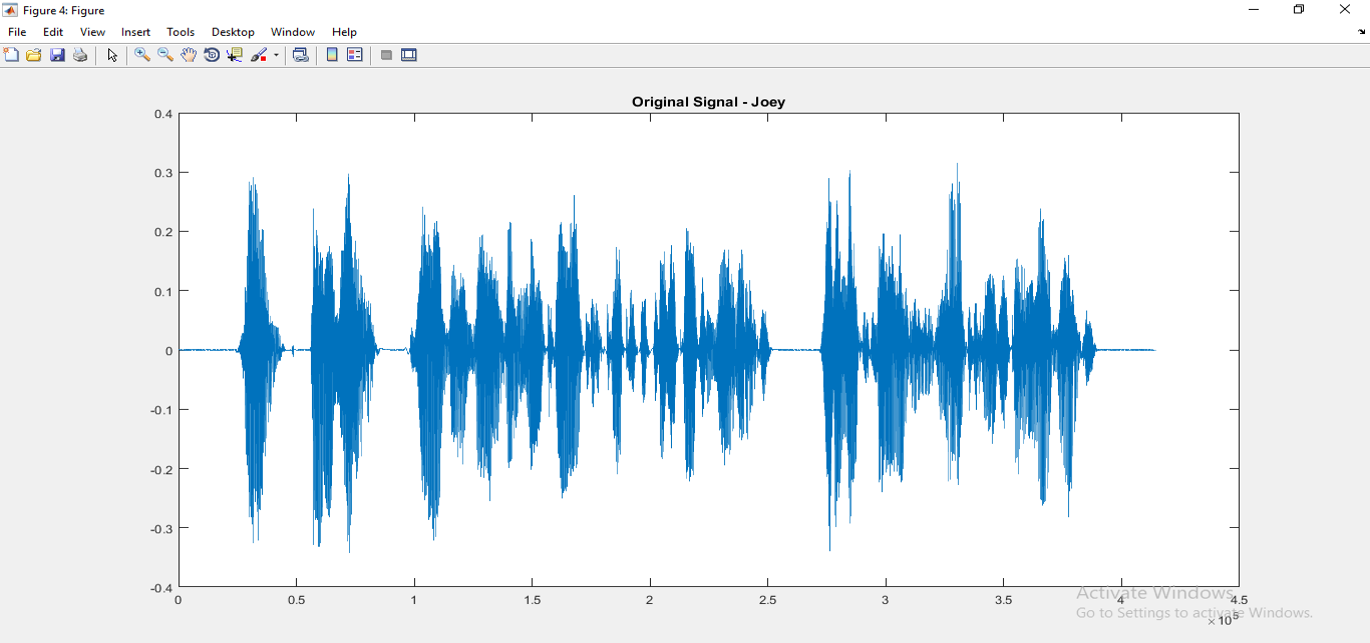 Figure 4: Figure
File Edit View Insert Tools Desktop Window Help
Original Signal - Joey
0.4
0.3
0.2
0.1
0
-0.1
-0.2
-0.3
-0.4
0 0.5 1 1.5 2 2.5 3 3.5 4 4.5
× 10⁵
Activate Windows
Go to Settings to activate Windows.